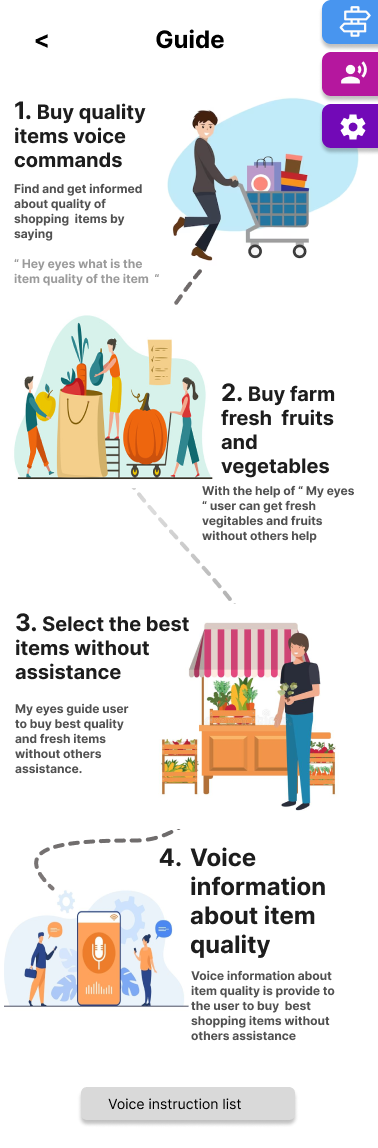 < Guide
1. Buy quality
items voice
commands
Find and get informed
about quality of
shopping items by
saying
“ Hey eyes what is the
item quality of the item “
2. Buy farm
fresh fruits
and
vegetables
With the help of “ My eyes
“ user can get fresh
vegitables and fruits
without others help
3. Select the best
items without
assistance
My eyes guide user
to buy best quality
and fresh items
without others
assistance.
4. Voice
information
about item
quality
Voice information about
item quality is provide to
the user to buy best
shopping items without
others assistance
Voice instruction list